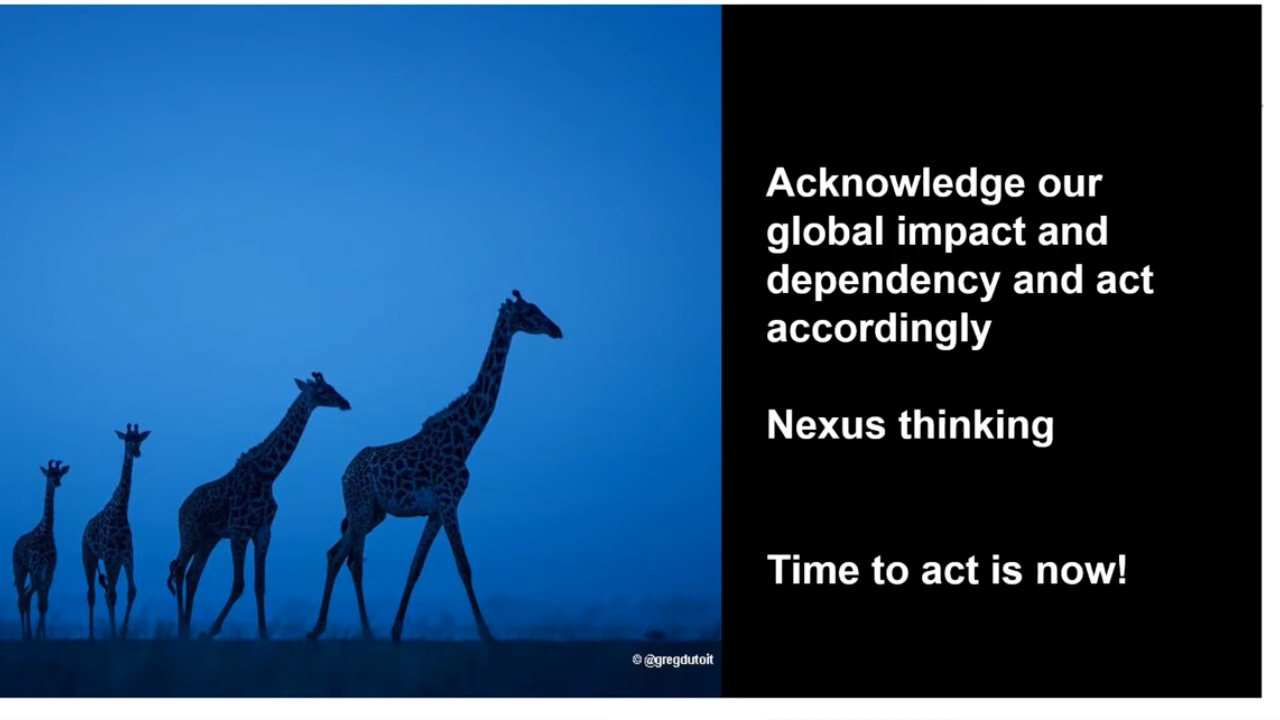 Acknowledge our
global impact and
dependency and act
accordingly
Nexus thinking
Time to act is now!
© @gregdutoit